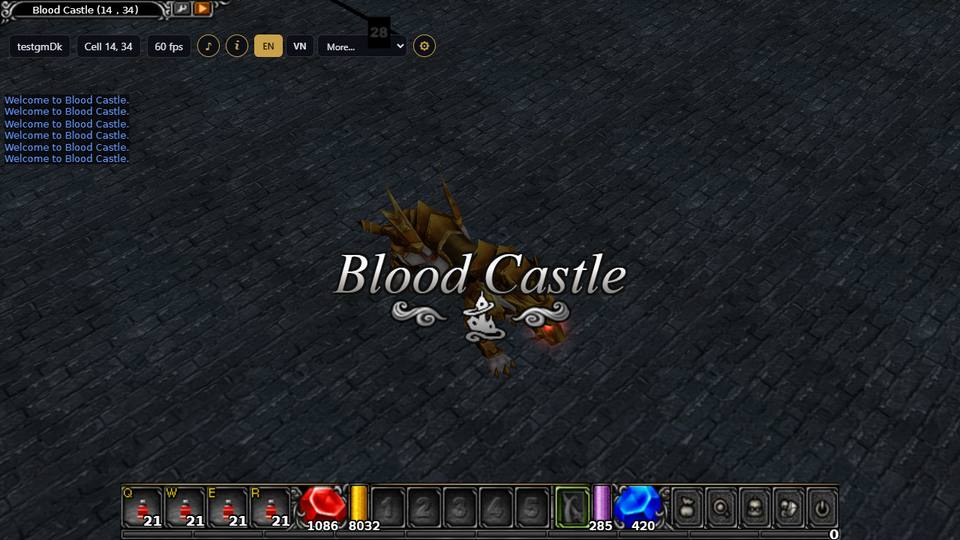 Blood Castle (14 , 34)
28
testgmDk
Cell 14, 34
60 fps
i
EN
VN
More...
Welcome to Blood Castle.
Welcome to Blood Castle.
Welcome to Blood Castle.
Welcome to Blood Castle.
Welcome to Blood Castle.
Welcome to Blood Castle.
Blood Castle
Q 21
W 21
E 21
R 21
1086
8032
1
2
3
4
5
285
420
0